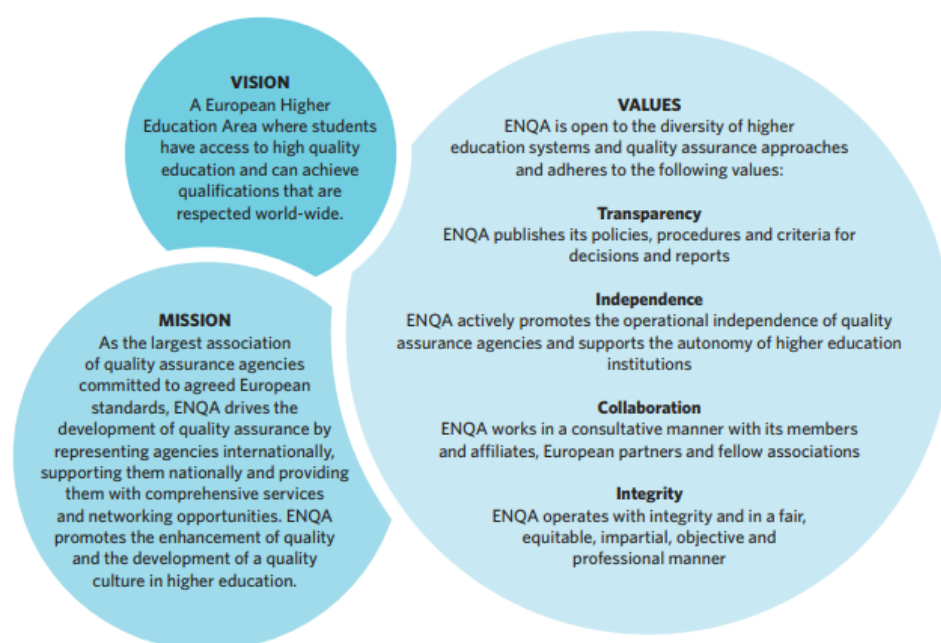 VISION
A European Higher
Education Area where students
have access to high quality
education and can achieve
qualifications that are
respected world-wide.
MISSION
As the largest association
of quality assurance agencies
committed to agreed European
standards, ENQA drives the
development of quality assurance by
representing agencies internationally,
supporting them nationally and providing
them with comprehensive services
and networking opportunities. ENQA
promotes the enhancement of quality
and the development of a quality
culture in higher education.
VALUES
ENQA is open to the diversity of higher
education systems and quality assurance approaches
and adheres to the following values:
Transparency
ENQA publishes its policies, procedures and criteria for
decisions and reports
Independence
ENQA actively promotes the operational independence of quality
assurance agencies and supports the autonomy of higher education
institutions
Collaboration
ENQA works in a consultative manner with its members
and affiliates, European partners and fellow associations
Integrity
ENQA operates with integrity and in a fair,
equitable, impartial, objective and
professional manner